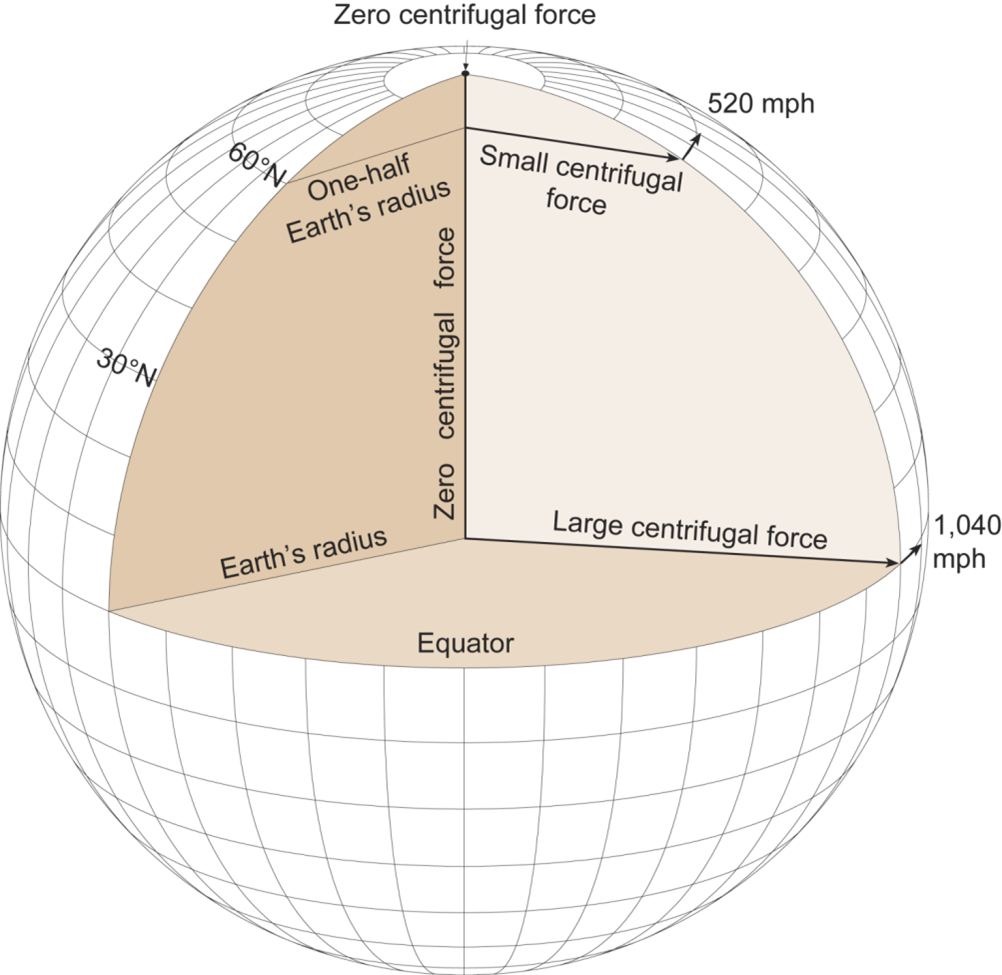 Zero centrifugal force
520 mph
60°N
One-half
Earth’s radius
Small centrifugal
force
Zero centrifugal force
30°N
Earth’s radius
Large centrifugal force
1,040
mph
Equator